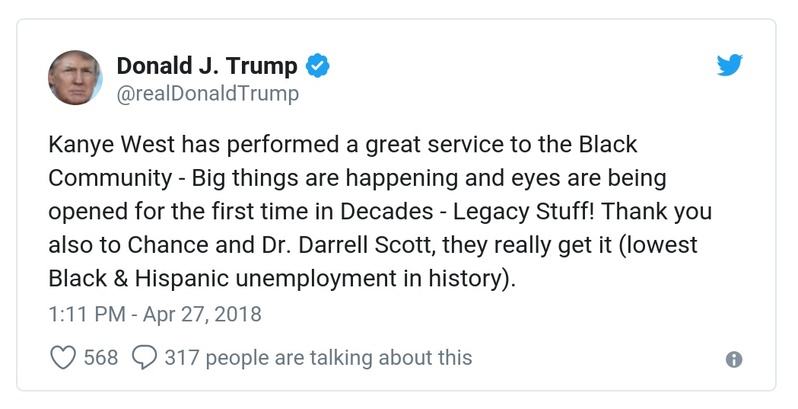 Donald J. Trump
@realDonaldTrump
Kanye West has performed a great service to the Black
Community - Big things are happening and eyes are being
opened for the first time in Decades - Legacy Stuff! Thank you
also to Chance and Dr. Darrell Scott, they really get it (lowest
Black & Hispanic unemployment in history).
1:11 PM - Apr 27, 2018
568 317 people are talking about this